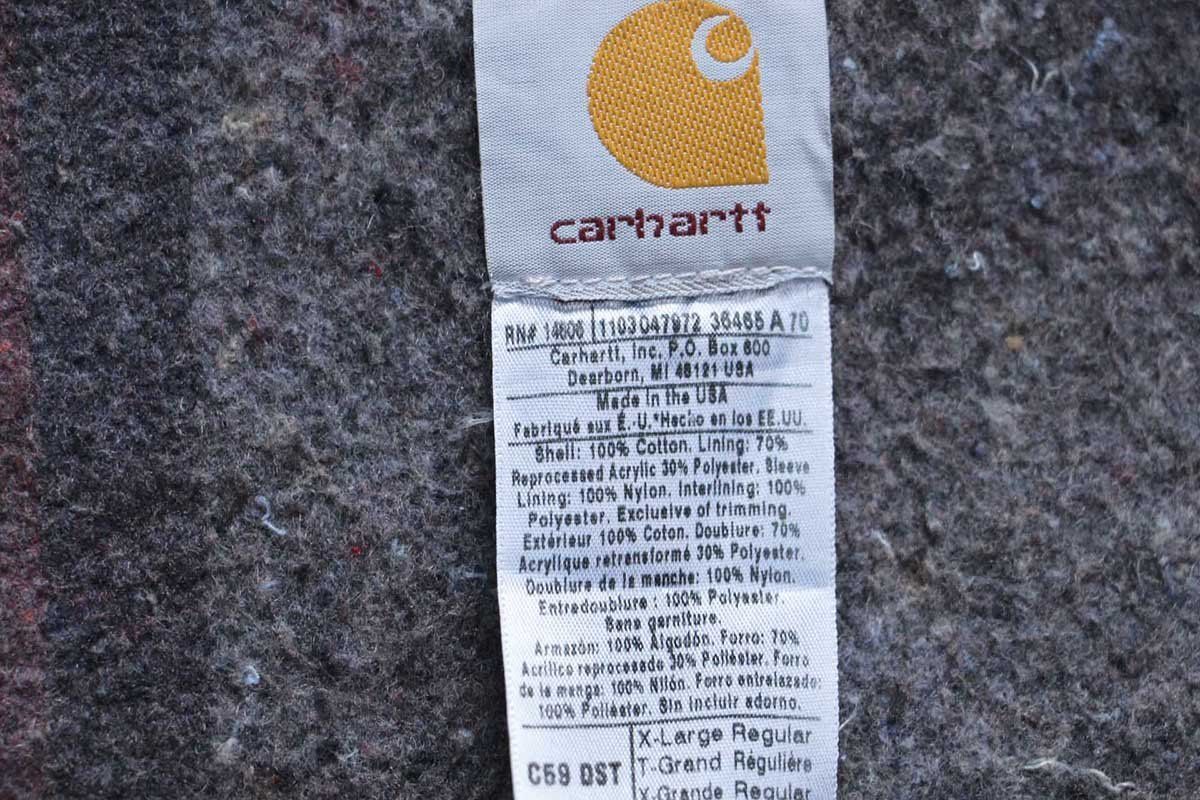 carhartt
RN# 14806 1103047972 36465 A 70
Carhartt, Inc. P.O. Box 600
Dearborn, MI 48121 USA
Made in the USA
Fabriqué aux É.-U.*Hecho en los EE.UU.
Shell: 100% Cotton. Lining: 70%
Reprocessed Acrylic 30% Polyester. Sleeve
Lining: 100% Nylon. Interlining: 100%
Polyester. Exclusive of trimming.
Extérieur 100% Coton. Doublure: 70%
Acrylique retransformé 30% Polyester.
Doublure de la manche: 100% Nylon.
Entredoublure : 100% Polyester.
Sans garniture.
Armazón: 100% Algodón. Forro: 70%
Acrílico reprocesado 30% Poliéster. Forro
de la manga: 100% Nilón. Forro entrelazado:
100% Poliéster. Sin incluir adorno.
C59 DST
X-Large Regular
T-Grand Régulière
X-Grande Regular